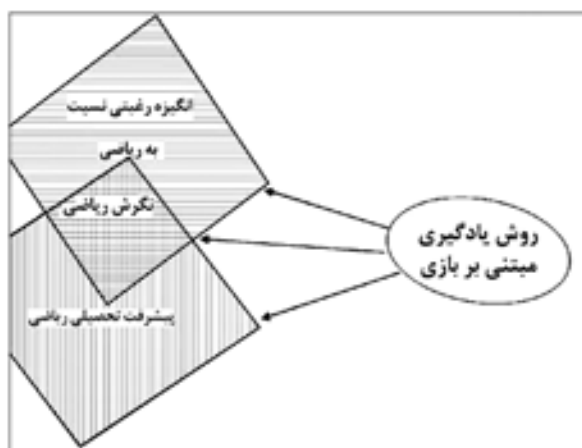 انگیزه رغبتی نسبت
به ریاضی
نگرش ریاضی
پیشرفت تحصیلی ریاضی
روش یادگیری
مبتنی بر بازی